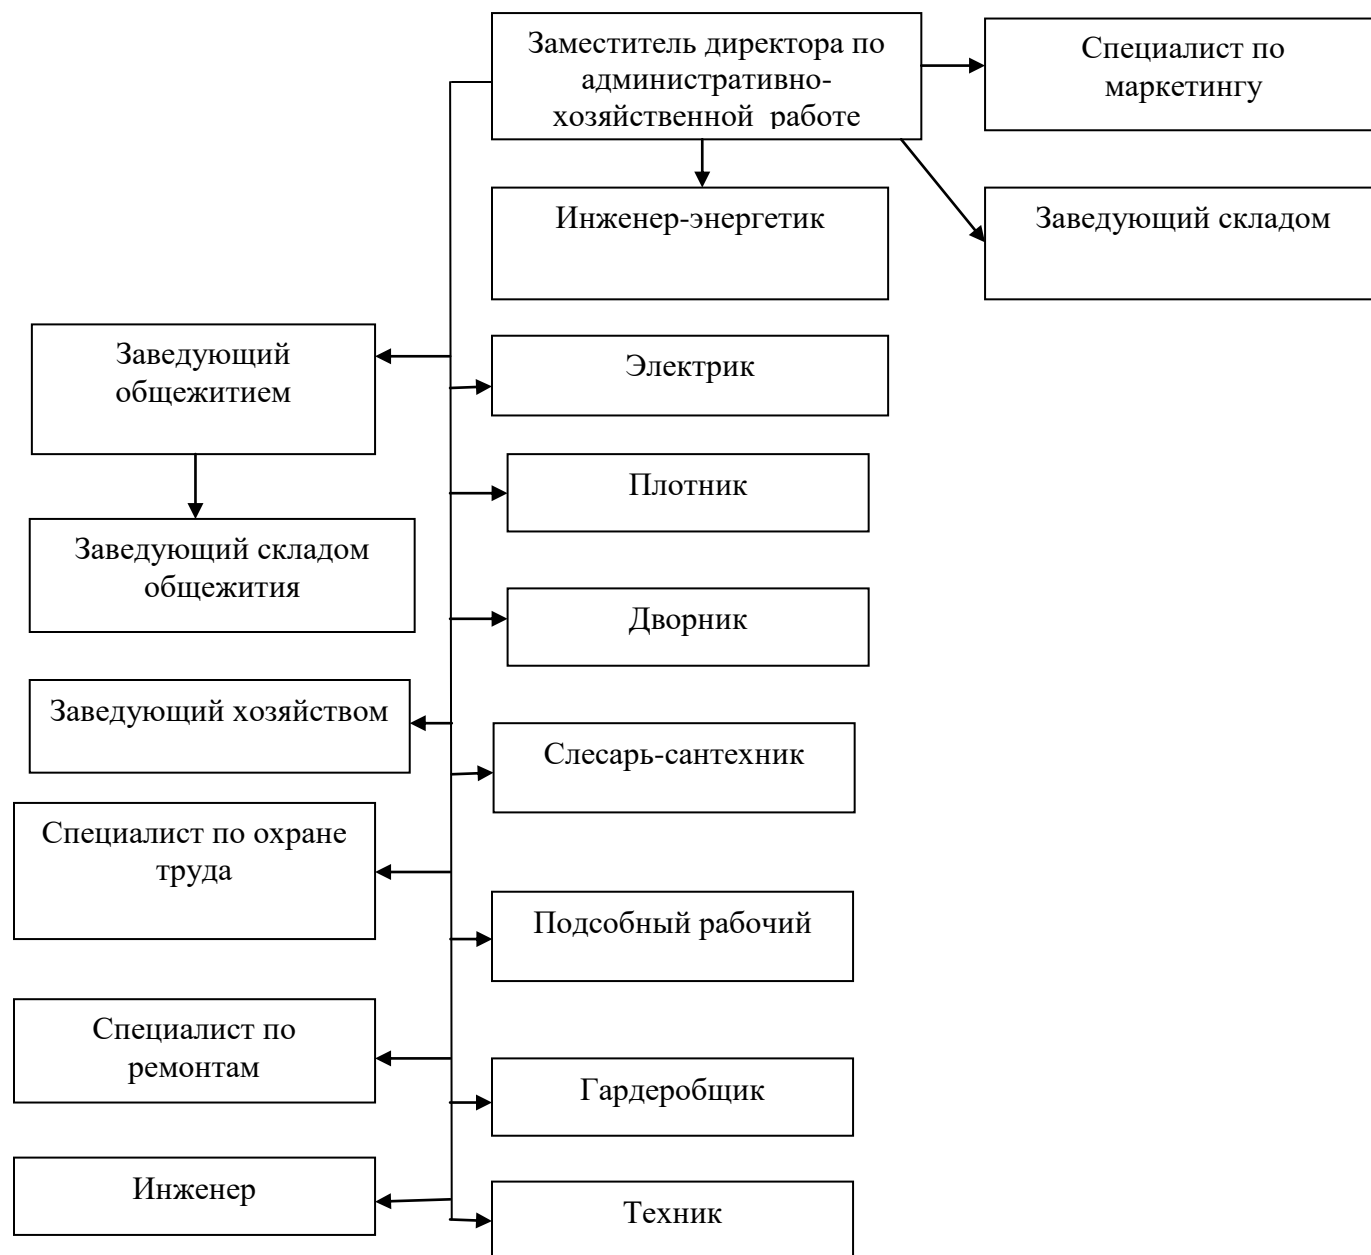 Заместитель директора по
административно-
хозяйственной работе
Специалист по
маркетингу
Инженер-энергетик
Заведующий складом
Заведующий
общежитием
Электрик
Плотник
Заведующий складом
общежития
Дворник
Заведующий хозяйством
Слесарь-сантехник
Специалист по охране
труда
Подсобный рабочий
Специалист по
ремонтам
Гардеробщик
Инженер
Техник